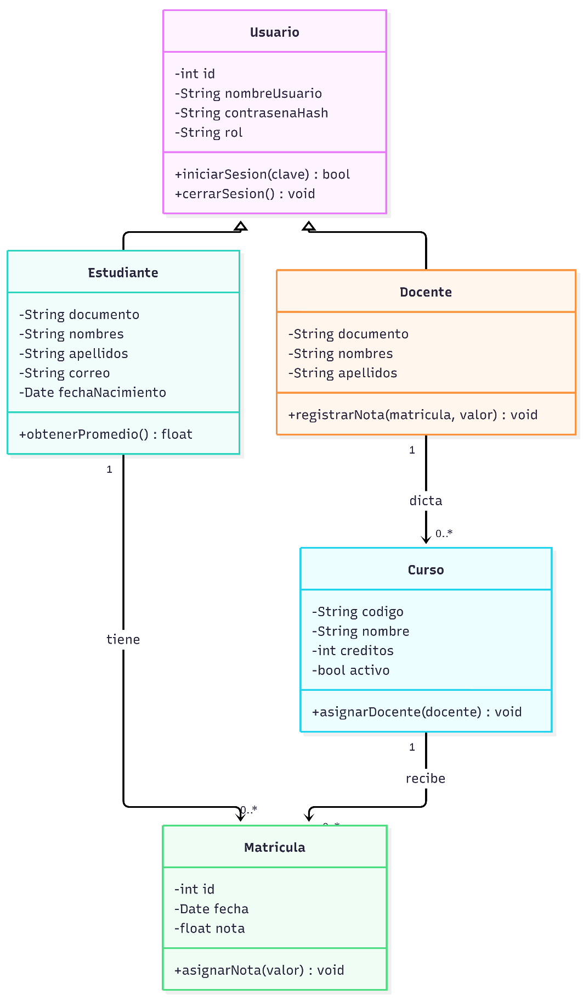 Usuario
-int id
-String nombreUsuario
-String contrasenaHash
-String rol
+iniciarSesion(clave) : bool
+cerrarSesion() : void
Estudiante
-String documento
-String nombres
-String apellidos
-String correo
-Date fechaNacimiento
+obtenerPromedio() : float
Docente
-String documento
-String nombres
-String apellidos
+registrarNota(matricula, valor) : void
1
1
dicta
0..*
Curso
-String codigo
-String nombre
-int creditos
-bool activo
+asignarDocente(docente) : void
tiene
1
recibe
0..*
0..*
Matricula
-int id
-Date fecha
-float nota
+asignarNota(valor) : void